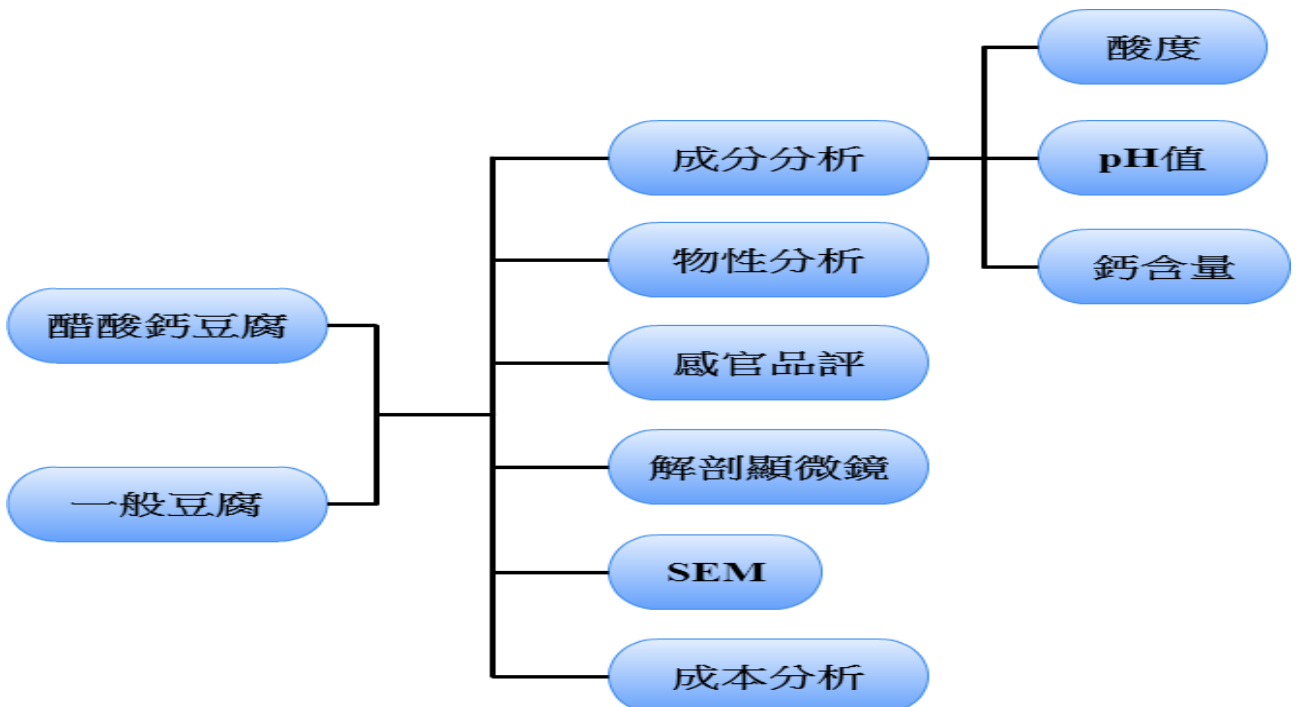 醋酸鈣豆腐
一般豆腐
成分分析
物性分析
感官品評
解剖顯微鏡
SEM
成本分析
酸度
pH值
鈣含量